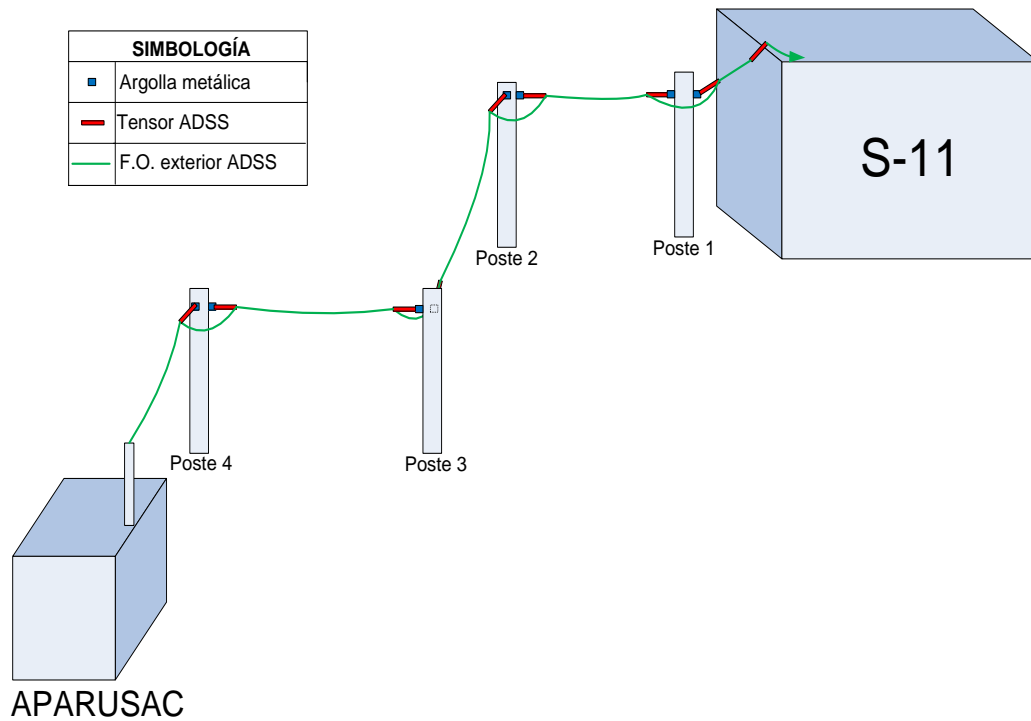 SIMBOLOGÍA
Argolla metálica
Tensor ADSS
F.O. exterior ADSS
S-11
Poste 2
Poste 1
Poste 4
Poste 3
APARUSAC